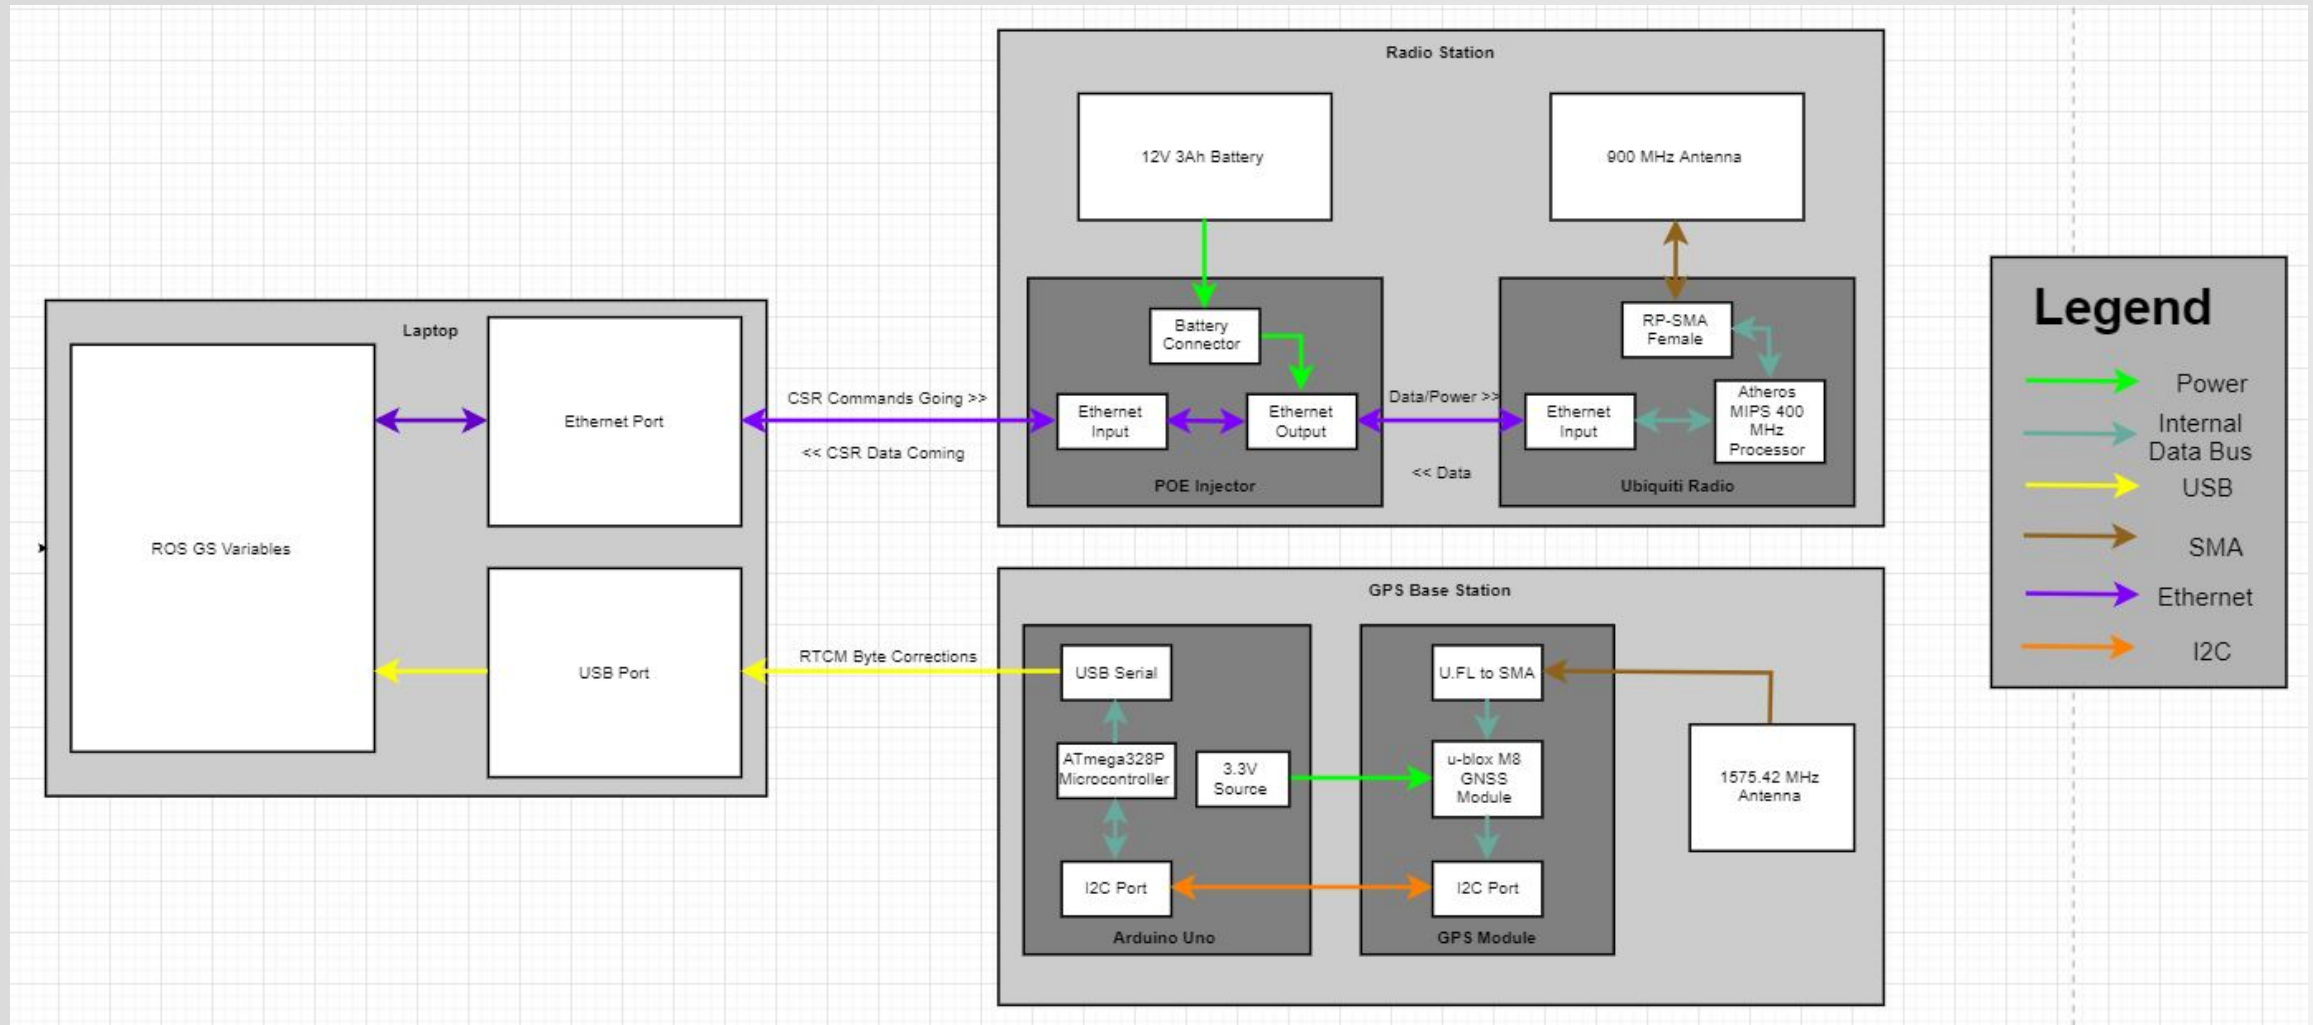 Radio Station
12V 3Ah Battery
900 MHz Antenna
Battery
Connector
RP-SMA
Female
Ethernet
Input
Ethernet
Output
Data/Power >>
<< Data
Ethernet
Input
Atheros
MIPS 400
MHz
Processor
POE Injector
Ubiquiti Radio
Laptop
Ethernet Port
CSR Commands Going >>
<< CSR Data Coming
ROS GS Variables
USB Port
RTCM Byte Corrections
GPS Base Station
USB Serial
ATmega328P
Microcontroller
3.3V
Source
I2C Port
Arduino Uno
U.FL to SMA
u-blox M8
GNSS
Module
I2C Port
GPS Module
1575.42 MHz
Antenna
Legend
Power
Internal
Data Bus
USB
SMA
Ethernet
I2C